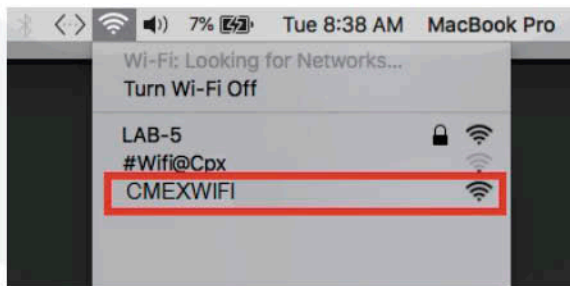 7% Tue 8:38 AM MacBook Pro
Wi-Fi: Looking for Networks...
Turn Wi-Fi Off
LAB-5
#Wifi@Cpx
CMEXWIFI